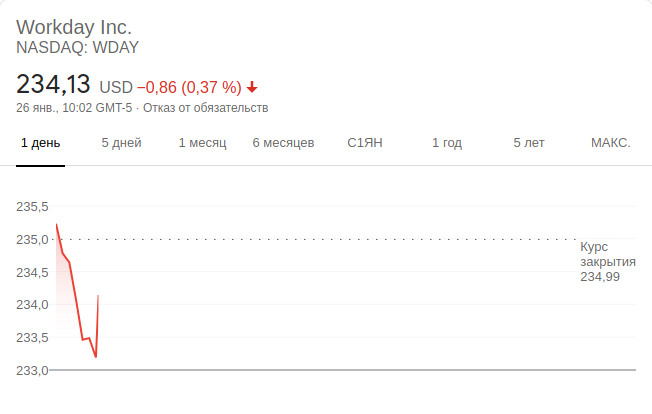 Workday Inc.
NASDAQ: WDAY
234,13 USD −0,86 (0,37 %)
26 янв., 10:02 GMT-5 · Отказ от обязательств
1 день 5 дней 1 месяц 6 месяцев С1ЯН 1 год 5 лет МАКС.
235,5
235,0
234,5
234,0
233,5
233,0
Курс
закрытия
234,99